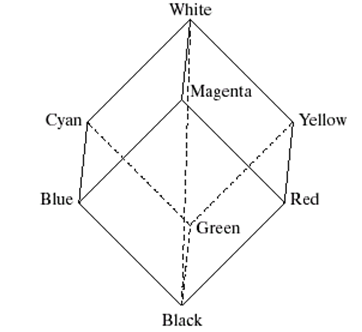 White
Magenta
Cyan
Yellow
Blue
Red
Green
Black